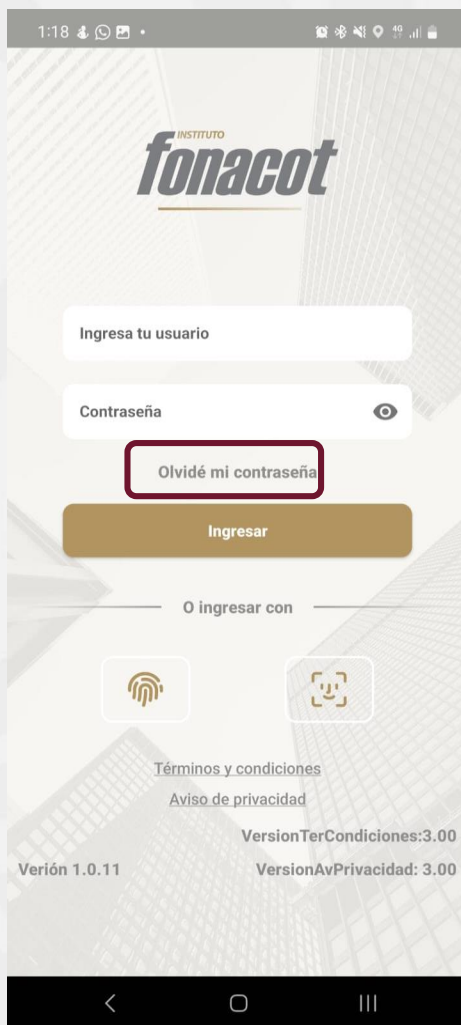 1:18
4G
INSTITUTO
fonacot
Ingresa tu usuario
Contraseña
Olvidé mi contraseña
Ingresar
O ingresar con
Términos y condiciones
Aviso de privacidad
VersionTerCondiciones:3.00
Verión 1.0.11 VersionAvPrivacidad: 3.00